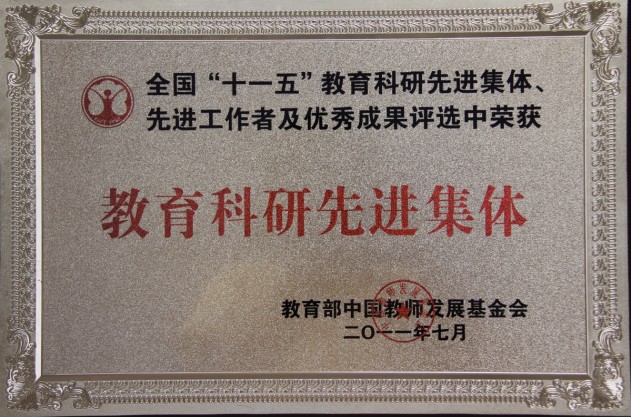 全国“十一五”教育科研先进集体、
先进工作者及优秀成果评选中荣获
教育科研先进集体
教育部中国教师发展基金会
二〇一一年七月